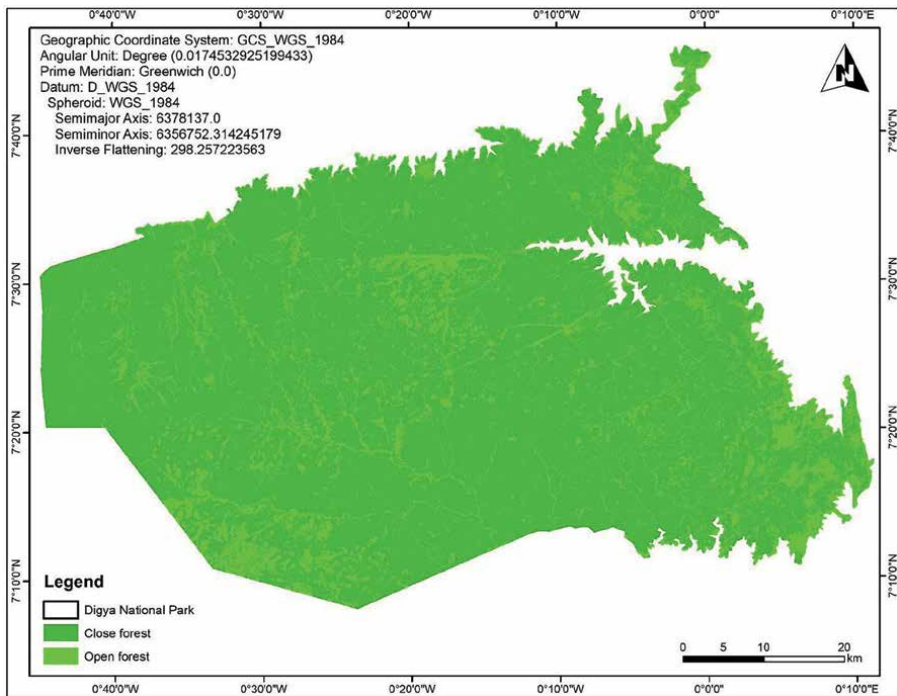 0°40'0"W 0°30'0"W 0°20'0"W 0°10'0"W 0°0'0" 0°10'0"E
Geographic Coordinate System: GCS_WGS_1984
Angular Unit: Degree (0.0174532925199433)
Prime Meridian: Greenwich (0.0)
Datum: D_WGS_1984
Spheroid: WGS_1984
Semimajor Axis: 6378137.0
Semiminor Axis: 6356752.314245179
Inverse Flattening: 298.257223563
N
7°40'0"N 7°40'0"N
7°30'0"N 7°30'0"N
7°20'0"N 7°20'0"N
7°10'0"N 7°10'0"N
Legend
Digya National Park
Close forest
Open forest
0 5 10 20
km
0°40'0"W 0°30'0"W 0°20'0"W 0°10'0"W 0°0'0" 0°10'0"E